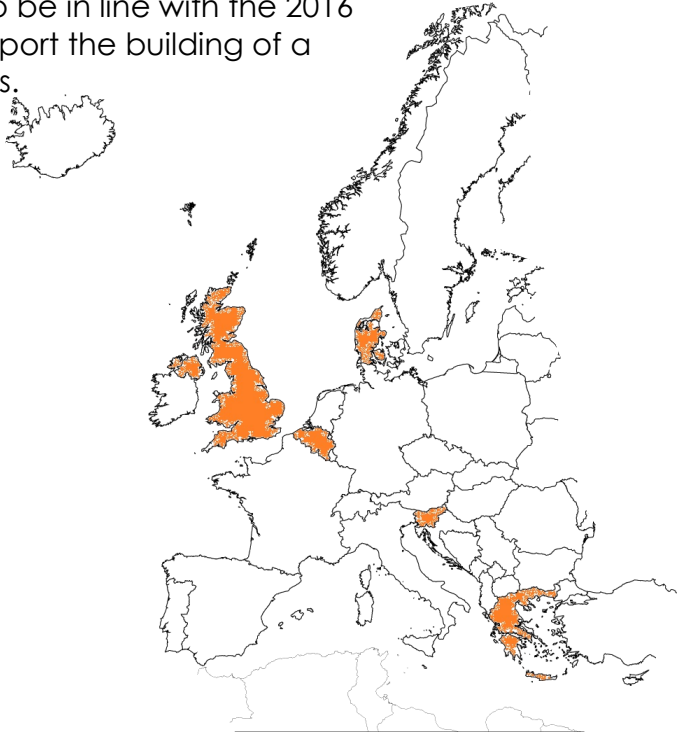 be in line with the 2016
port the building of a
s.